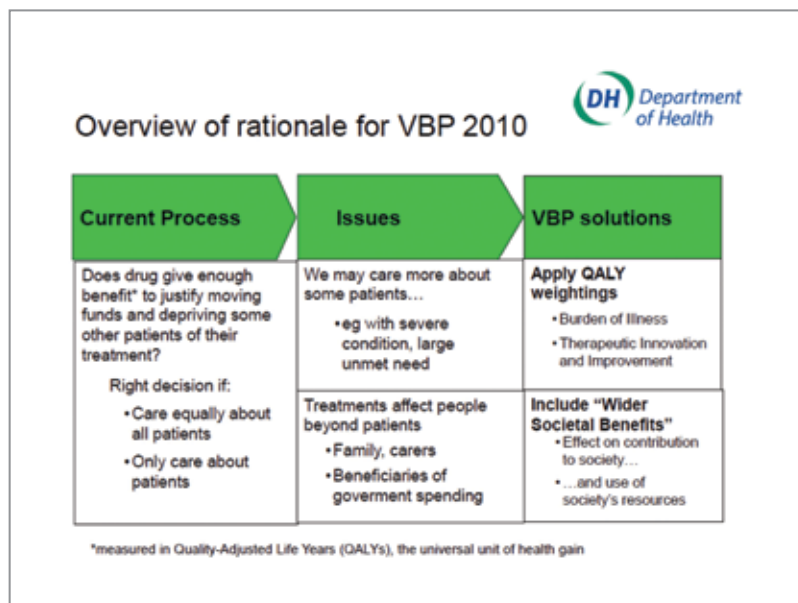 DH Department
of Health
Overview of rationale for VBP 2010
Current Process
Issues
VBP solutions
Does drug give enough
benefit* to justify moving
funds and depriving some
other patients of their
treatment?
Right decision if:
•Care equally about
all patients
•Only care about
patients
We may care more about
some patients…
•eg with severe
condition, large
unmet need
Treatments affect people
beyond patients
•Family, carers
•Beneficiaries of
goverment spending
Apply QALY
weightings
•Burden of Illness
•Therapeutic Innovation
and Improvement
Include “Wider
Societal Benefits”
•Effect on contribution
to society…
•…and use of
society's resources
*measured in Quality-Adjusted Life Years (QALYs), the universal unit of health gain